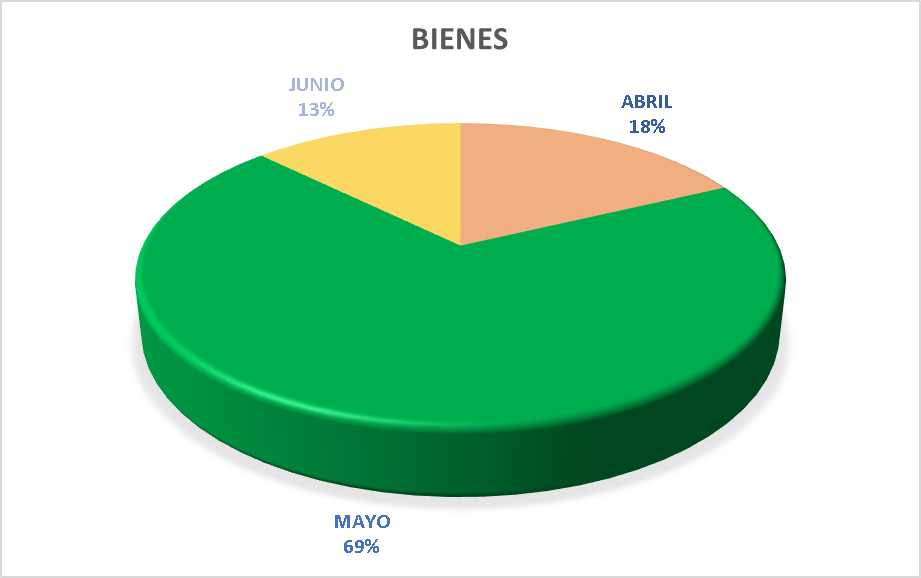 BIENES
JUNIO
13%
ABRIL
18%
MAYO
69%